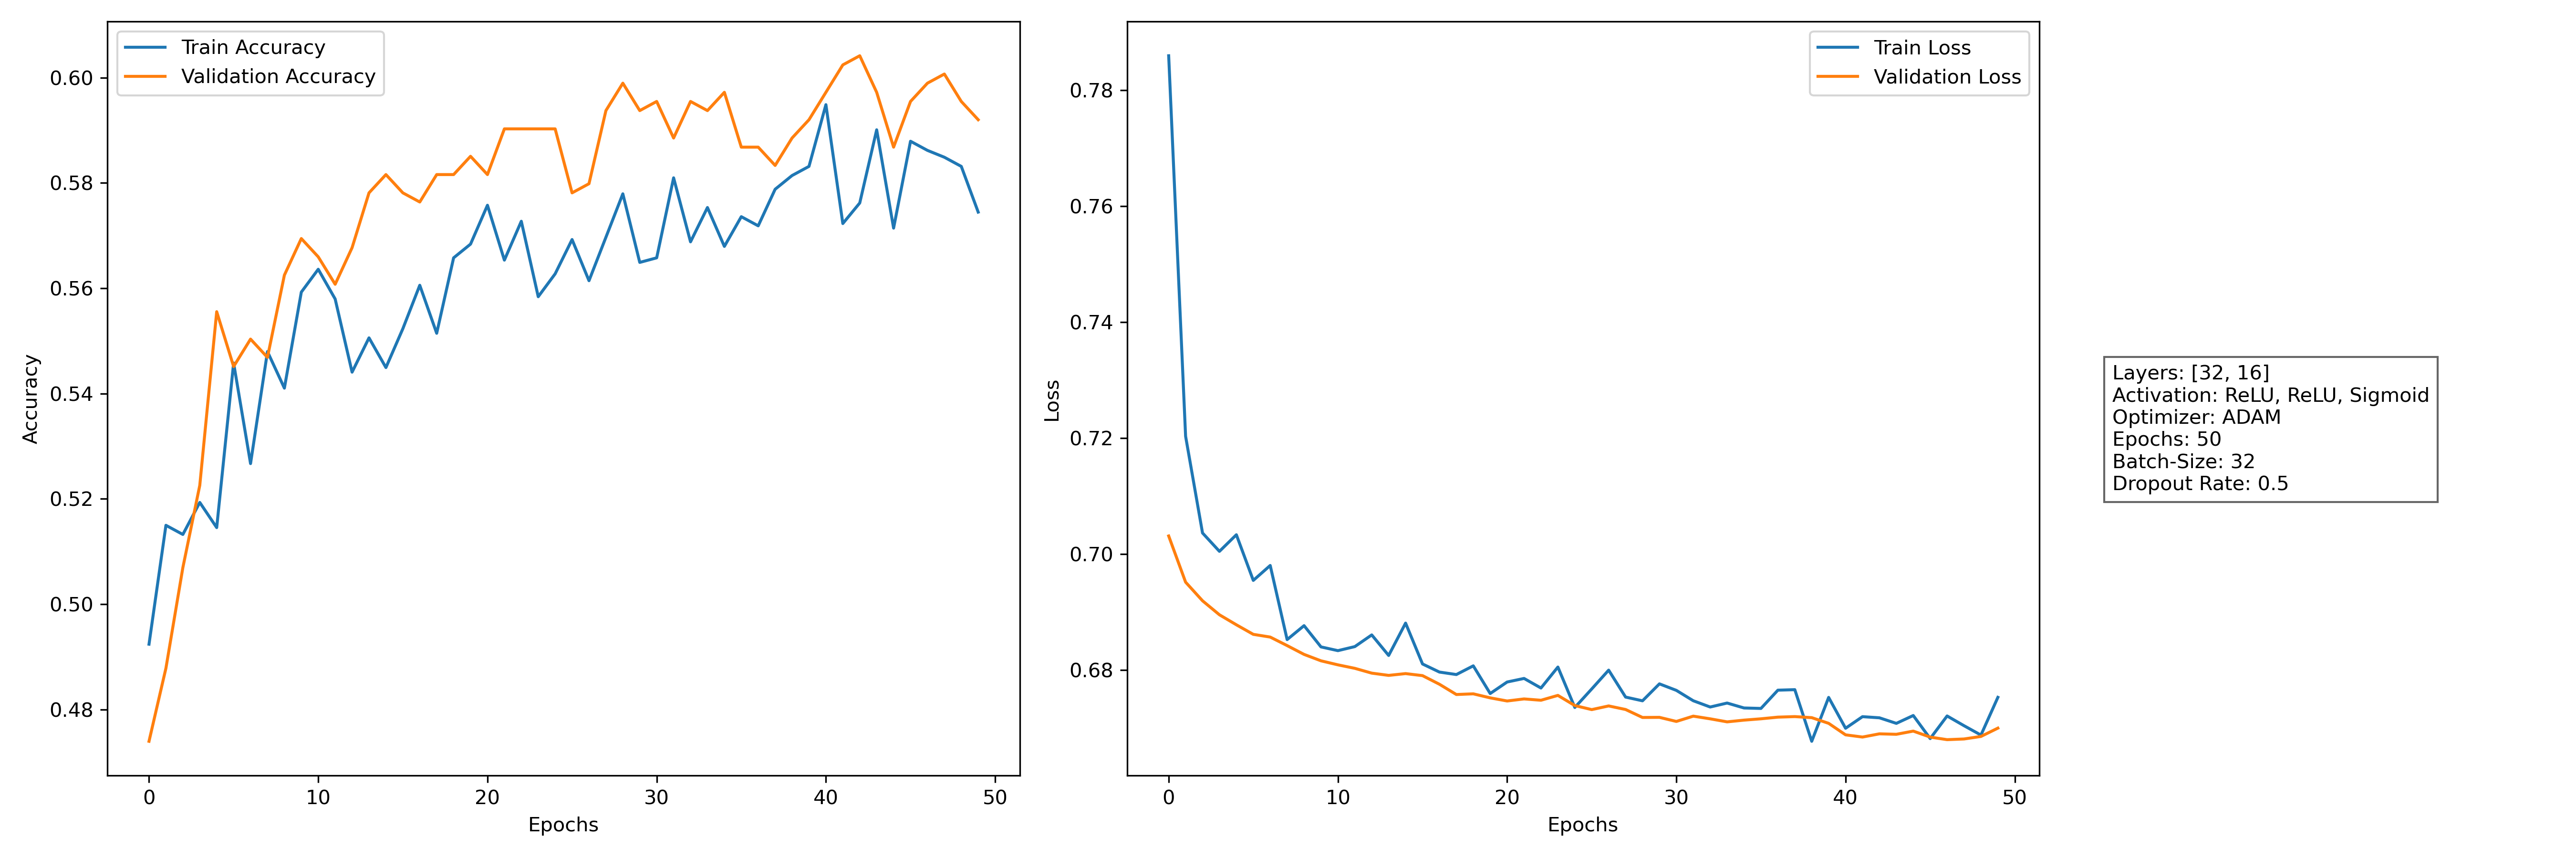 Train Accuracy
Validation Accuracy
0.60
0.58
0.56
0.54
0.52
0.50
0.48
Accuracy
0 10 20 30 40 50
Epochs
Train Loss
Validation Loss
0.78
0.76
0.74
0.72
0.70
0.68
Loss
0 10 20 30 40 50
Epochs
Layers: [32, 16]
Activation: ReLU, ReLU, Sigmoid
Optimizer: ADAM
Epochs: 50
Batch-Size: 32
Dropout Rate: 0.5